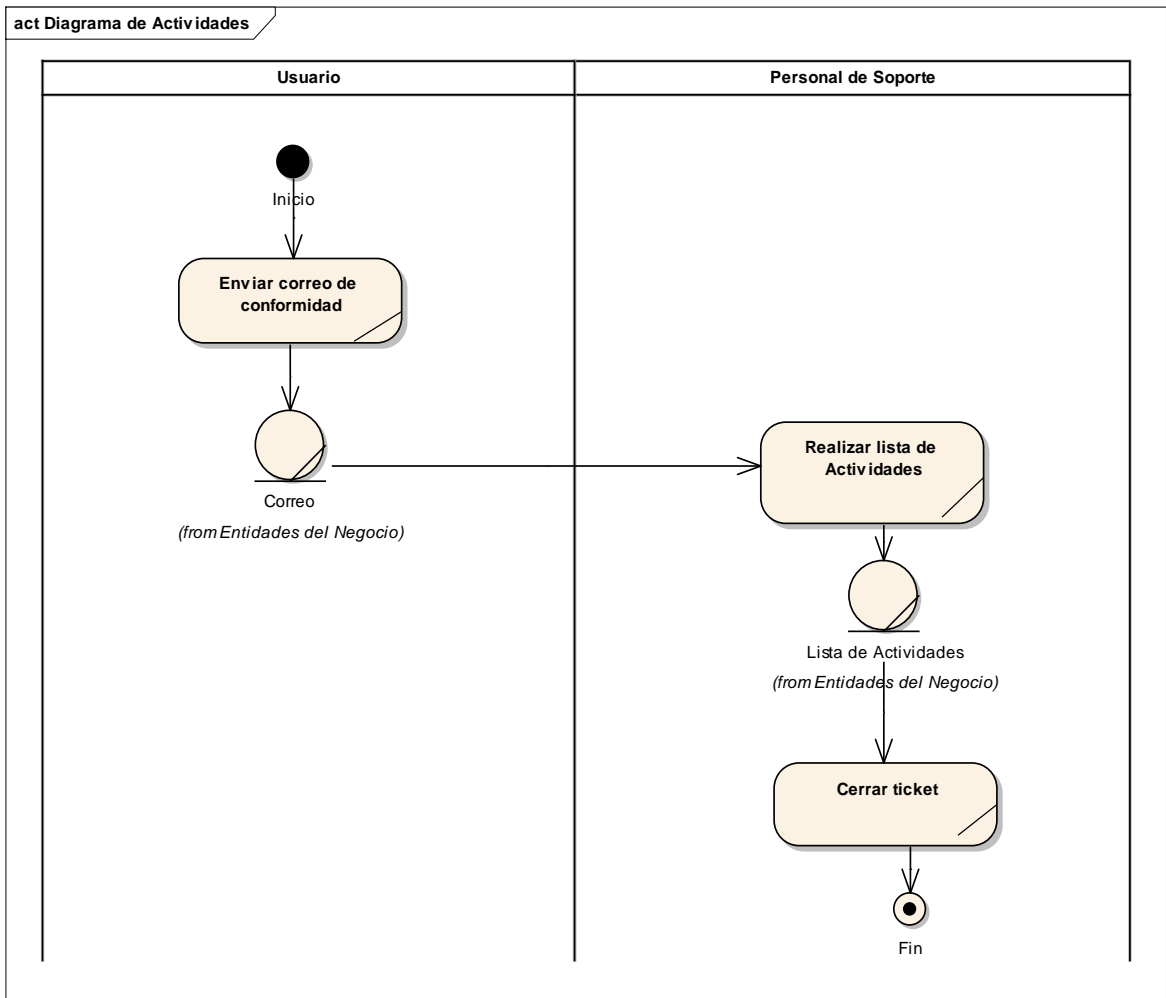 act Diagrama de Actividades
Usuario
Personal de Soporte
Inicio
Enviar correo de
conformidad
Correo
(from Entidades del Negocio)
Realizar lista de
Actividades
Lista de Actividades
(from Entidades del Negocio)
Cerrar ticket
Fin